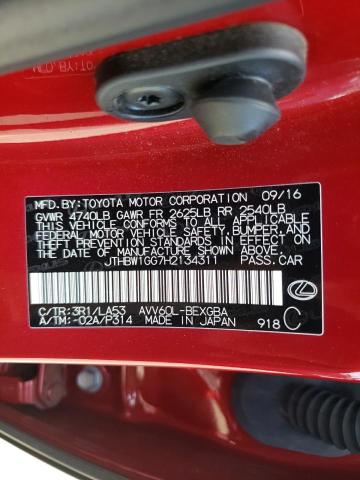 MFD.BY:TOYOTA MOTOR CORPORATION 09/16
GVWR 4740LB GAWR FR 2625LB RR 2540LB
THIS VEHICLE CONFORMS TO ALL APPLICABLE
FEDERAL MOTOR VEHICLE SAFETY, BUMPER, AND
THEFT PREVENTION STANDARDS IN EFFECT ON
THE DATE OF MANUFACTURE SHOWN ABOVE.
JTHBW1GG7H2134311 PASS.CAR
C/TR:3R1/LA53 AVV60L-BEXGBA
A/TM:-02A/P314 MADE IN JAPAN 918 C